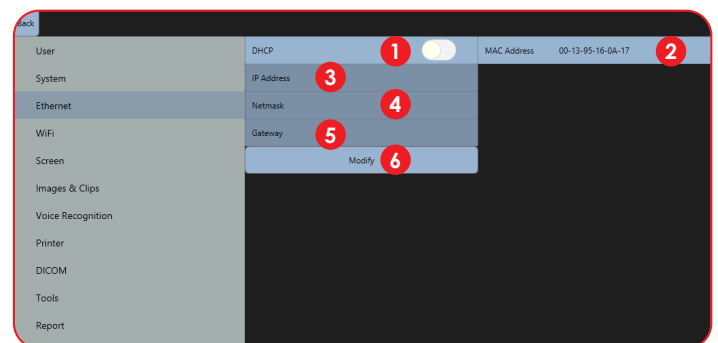 Back
User
DHCP 1 MAC Address 00-13-95-16-0A-17 2
System
IP Address 3
Ethernet
Netmask 4
WiFi
Gateway 5
Screen
Modify 6
Images & Clips
Voice Recognition
Printer
DICOM
Tools
Report